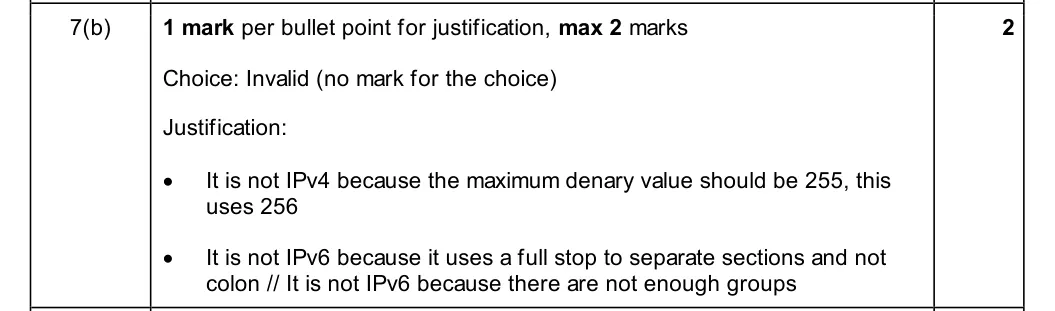 7(b)
1 mark per bullet point for justification, max 2 marks
2
Choice: Invalid (no mark for the choice)
Justification:
• It is not IPv4 because the maximum denary value should be 255, this
uses 256
• It is not IPv6 because it uses a full stop to separate sections and not
colon // It is not IPv6 because there are not enough groups